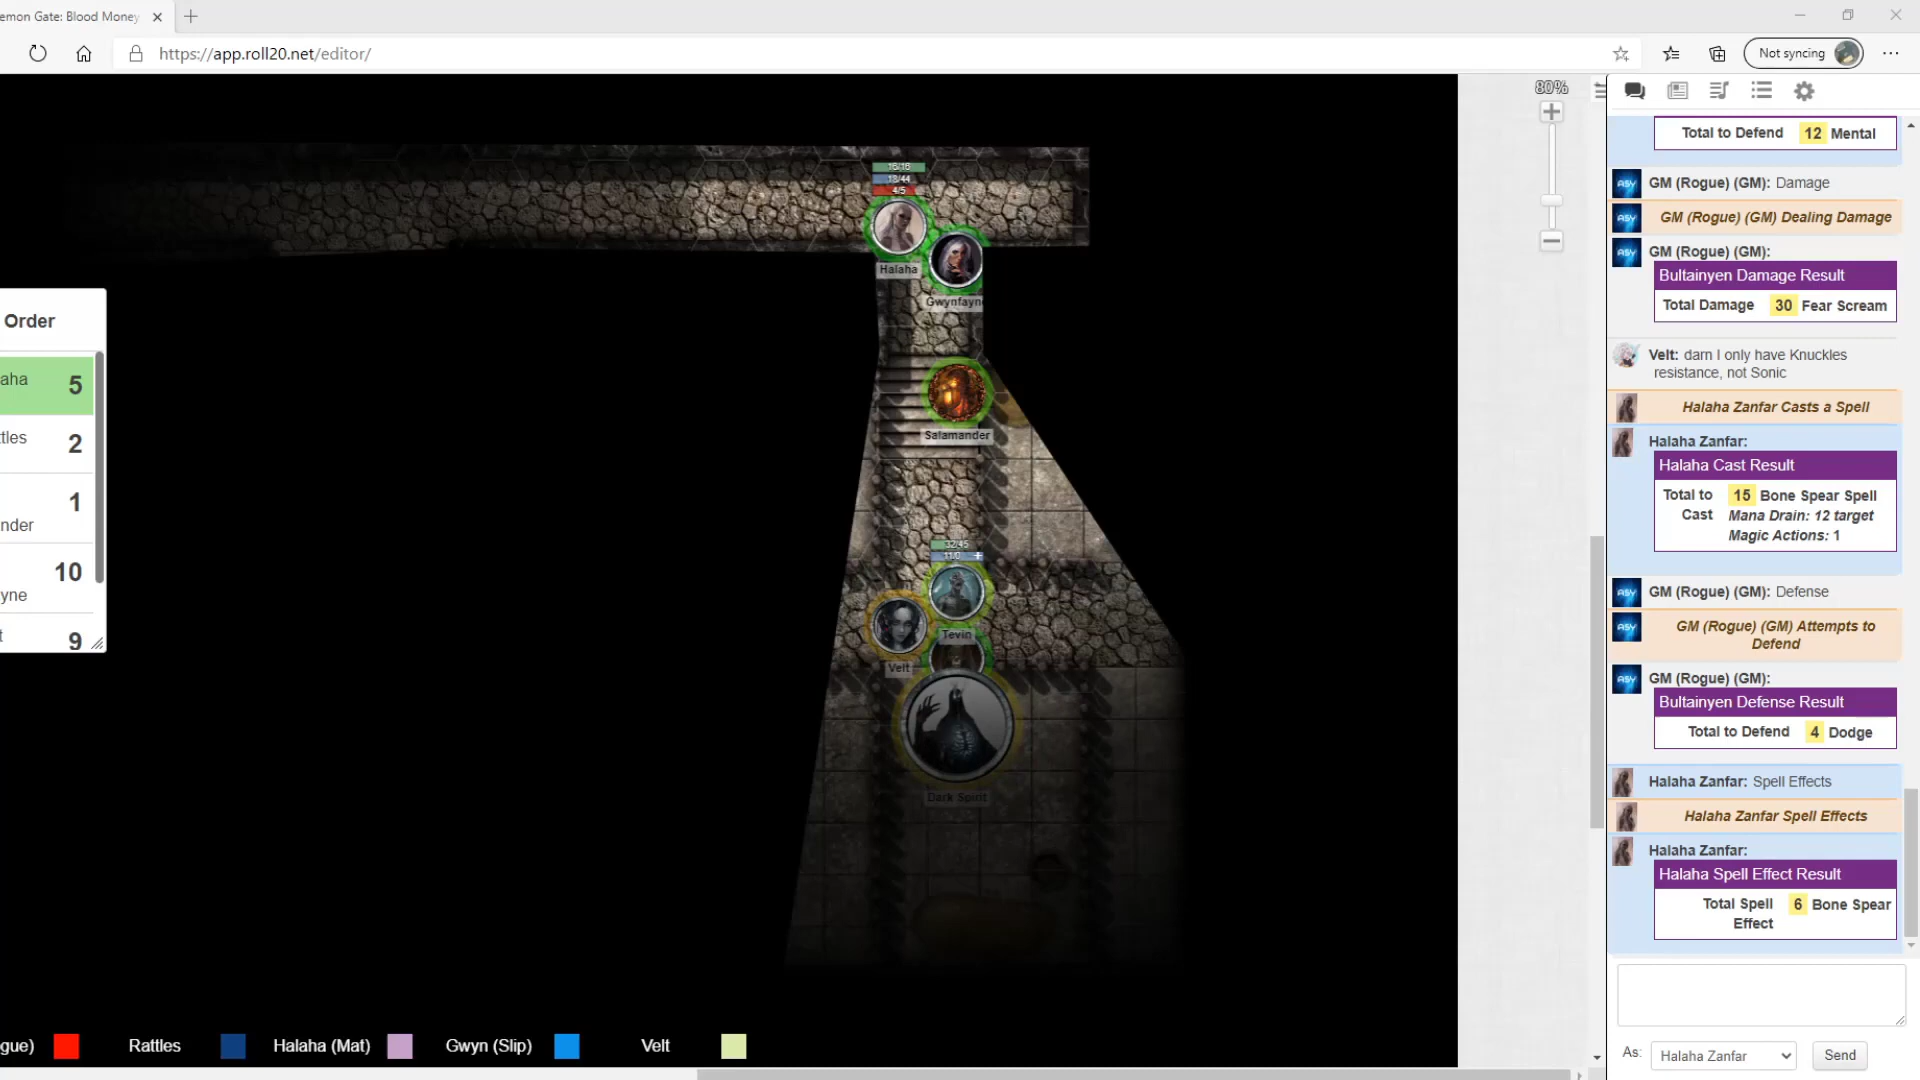 emon Gate: Blood Money
https://app.roll20.net/editor/
Not syncing
80%
16/16
4/5
Halaha
Gwynfayn
Salamander
32/45
Tevin
Velt
Dark Spirit
Order
aha 5
tles 2
1
nder
10
yne
t 9
gue)
Rattles
Halaha (Mat)
Gwyn (Slip)
Velt
Total to Defend 12 Mental
GM (Rogue) (GM): Damage
GM (Rogue) (GM) Dealing Damage
GM (Rogue) (GM):
Bultainyen Damage Result
Total Damage 30 Fear Scream
Velt: darn I only have Knuckles
resistance, not Sonic
Halaha Zanfar Casts a Spell
Halaha Zanfar:
Halaha Cast Result
Total to Cast 15 Bone Spear Spell
Mana Drain: 12 target
Magic Actions: 1
GM (Rogue) (GM): Defense
GM (Rogue) (GM) Attempts to
Defend
GM (Rogue) (GM):
Bultainyen Defense Result
Total to Defend 4 Dodge
Halaha Zanfar: Spell Effects
Halaha Zanfar Spell Effects
Halaha Zanfar:
Halaha Spell Effect Result
Total Spell Effect 6 Bone Spear
As: Halaha Zanfar Send